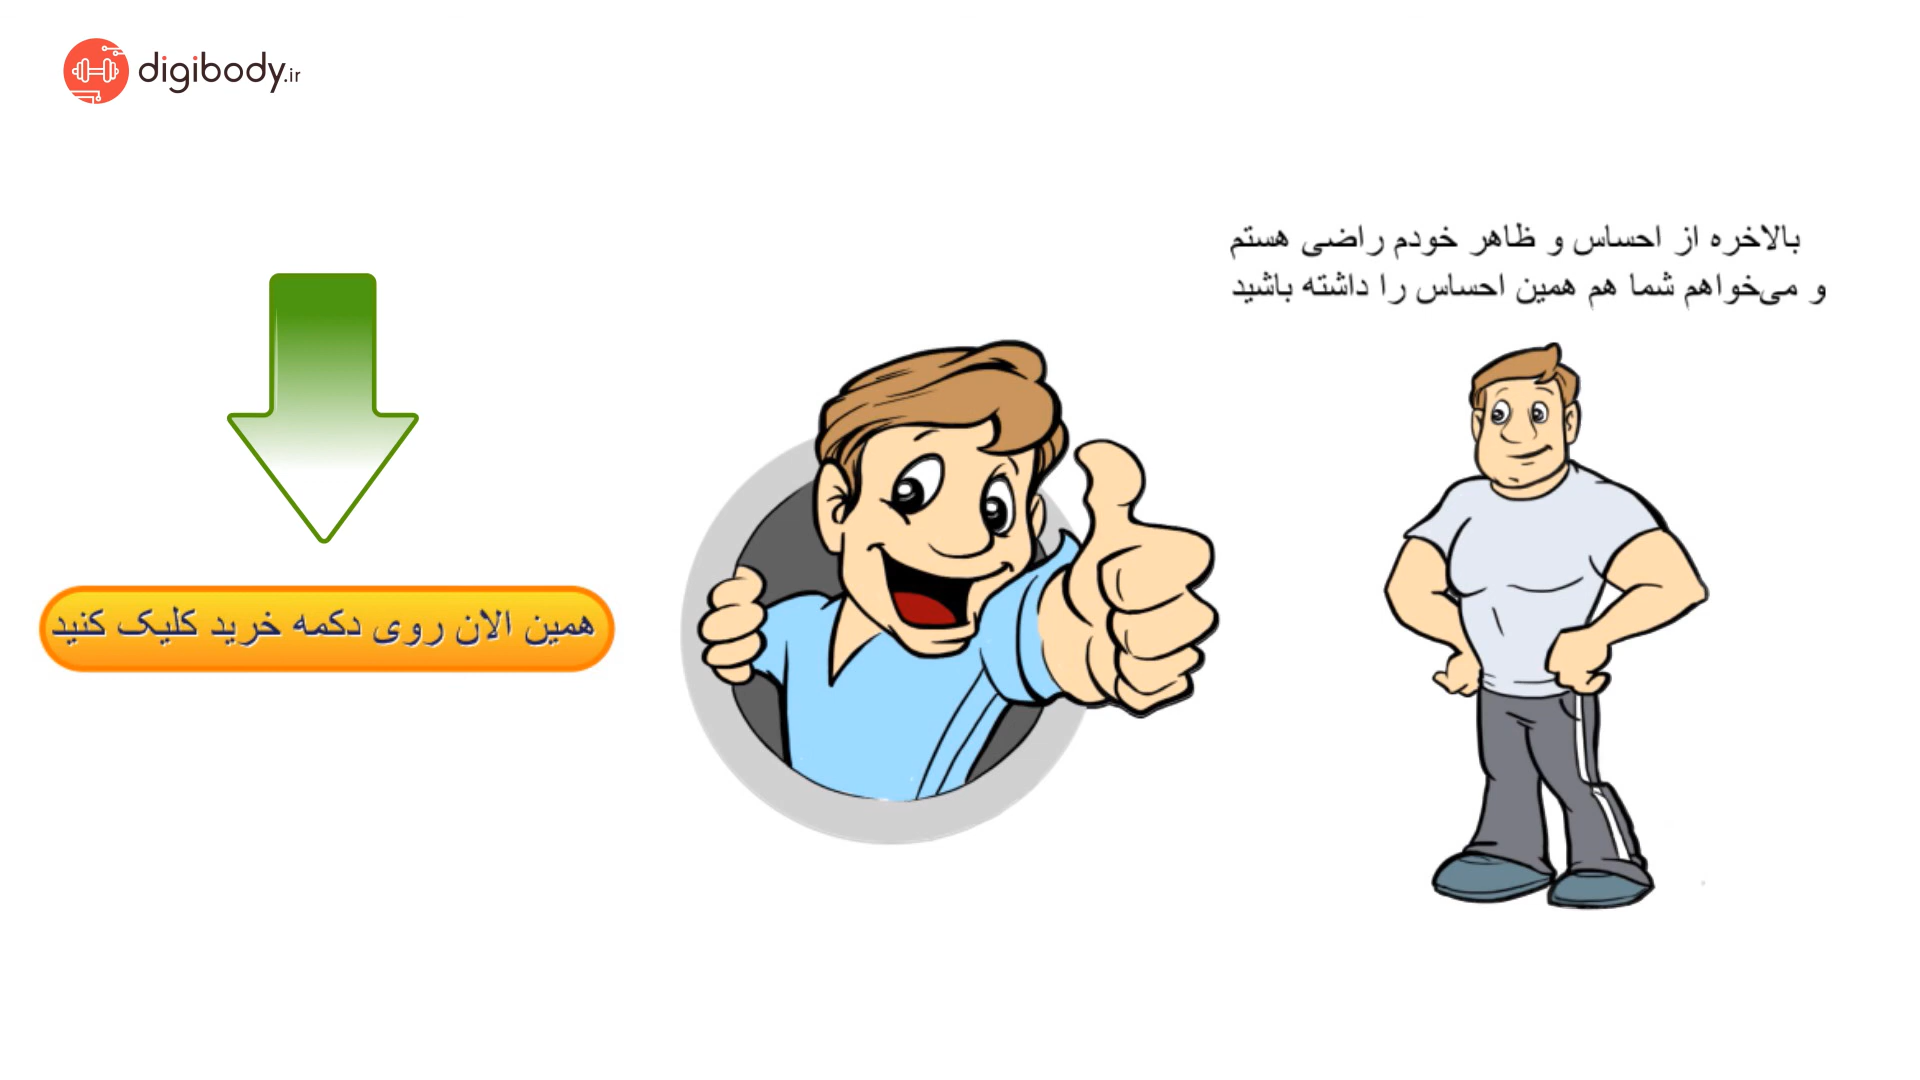 digibody.ir
بالاخره از احساس و ظاهر خودم راضی هستم
و می‌خواهم شما هم همین احساس را داشته باشید
همین الان روی دکمه خرید کلیک کنید